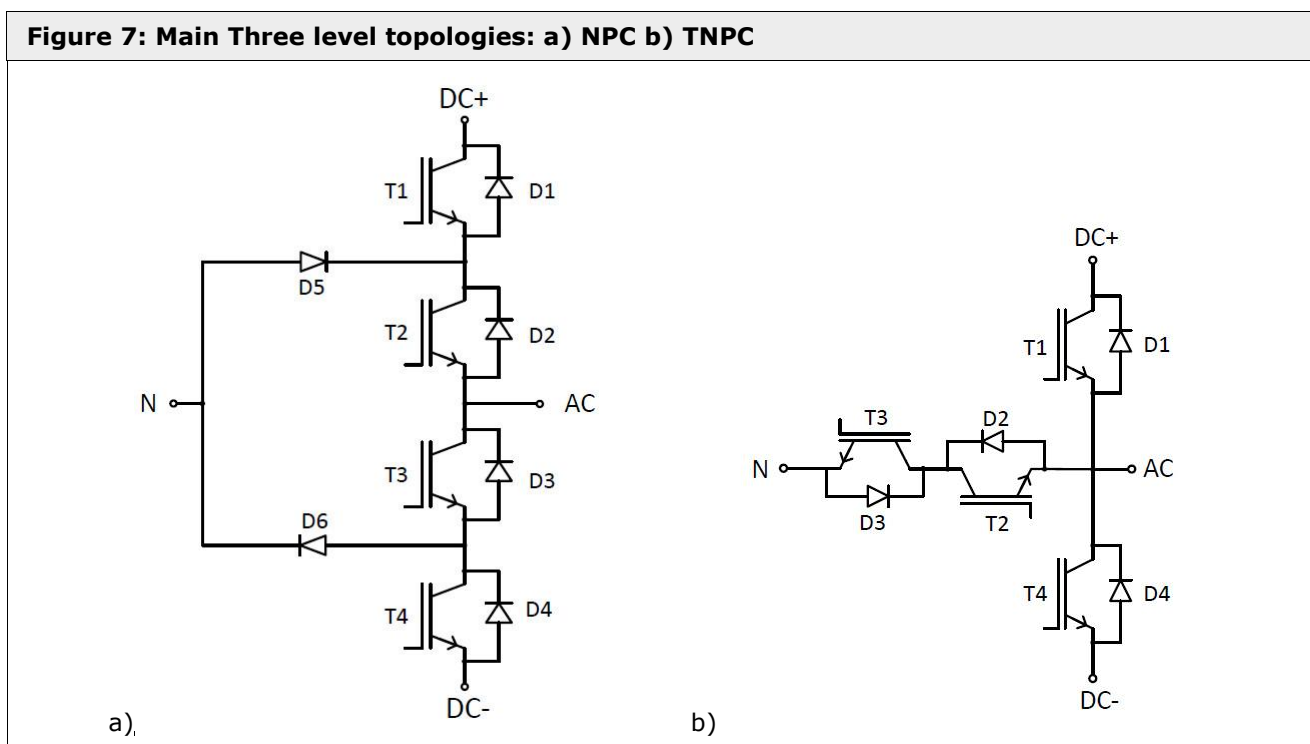 Figure 7: Main Three level topologies: a) NPC b) TNPC
DC+
T1
D1
D5
T2
D2
N
AC
T3
D3
D6
T4
D4
DC-
a)
DC+
T1
D1
T3
D2
N
AC
D3
T2
T4
D4
DC-
b)